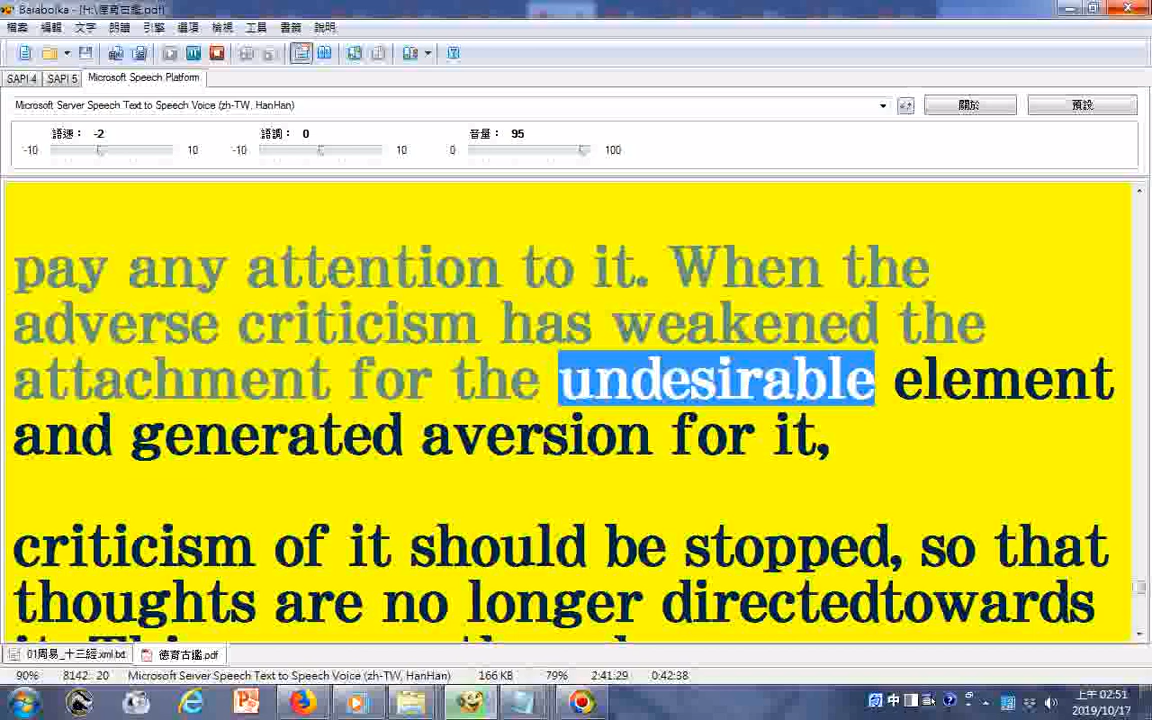 Balabolka - [H:\德育古鑑.pdf]
檔案 編輯 文字 朗讀 引擎 選項 檢視 工具 書籤 說明
SAPI 4 SAPI 5 Microsoft Speech Platform
Microsoft Server Speech Text to Speech Voice (zh-TW, HanHan) 關於 預設
語速： -2 語調： 0 音量： 95
-10 10 -10 10 0 100
pay any attention to it. When the
adverse criticism has weakened the
attachment for the undesirable element
and generated aversion for it,
criticism of it should be stopped, so that
thoughts are no longer directedtowards
01周易_十三經.xml.txt 德育古鑑.pdf
90% 8142: 20 Microsoft Server Speech Text to Speech Voice (zh-TW, HanHan) 166 KB 79% 2:41:29 0:42:38
中 上午 02:51
2019/10/17